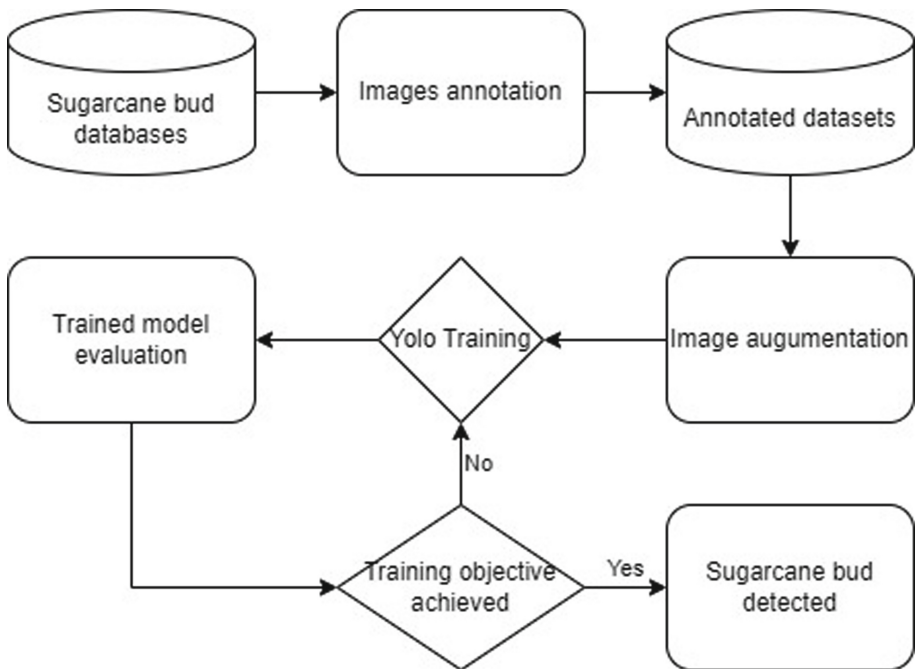 Sugarcane bud
databases
Images annotation
Annotated datasets
Trained model
evaluation
Yolo Training
Image augumentation
No
Training objective
achieved
Yes
Sugarcane bud
detected